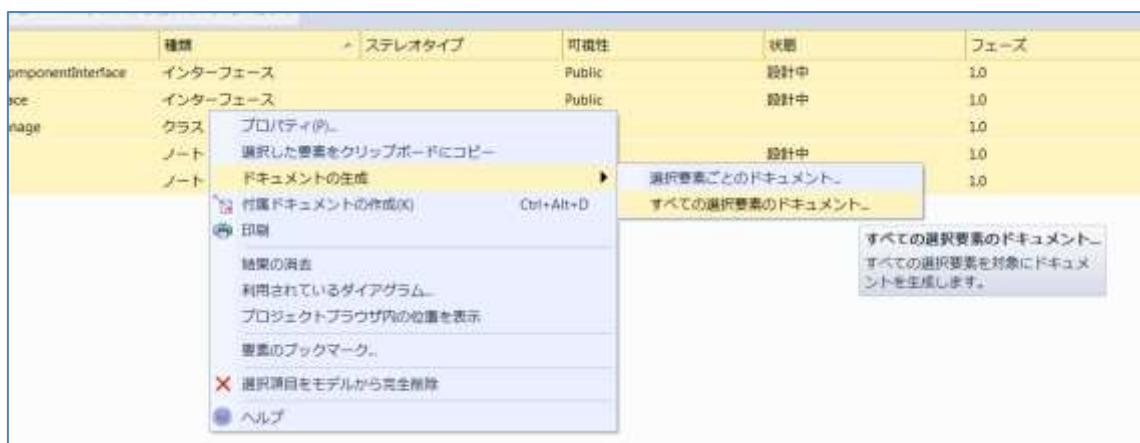 種類 ステレオタイプ 可視性 状態 フェーズ
omponentInterface インターフェース Public 設計中 1.0
ace インターフェース Public 設計中 1.0
nage クラス 1.0
ノート 設計中 1.0
ノート 1.0
プロパティ(P)...
選択した要素をクリップボードにコピー
ドキュメントの生成
選択要素ごとのドキュメント...
すべての選択要素のドキュメント...
付属ドキュメントの作成(X) Ctrl+Alt+D
印刷
結果の消去
利用されているダイアグラム...
プロジェクトブラウザ内の位置を表示
要素のブックマーク...
選択項目をモデルから完全削除
ヘルプ
すべての選択要素のドキュメント...
すべての選択要素を対象にドキュメ
ントを生成します。